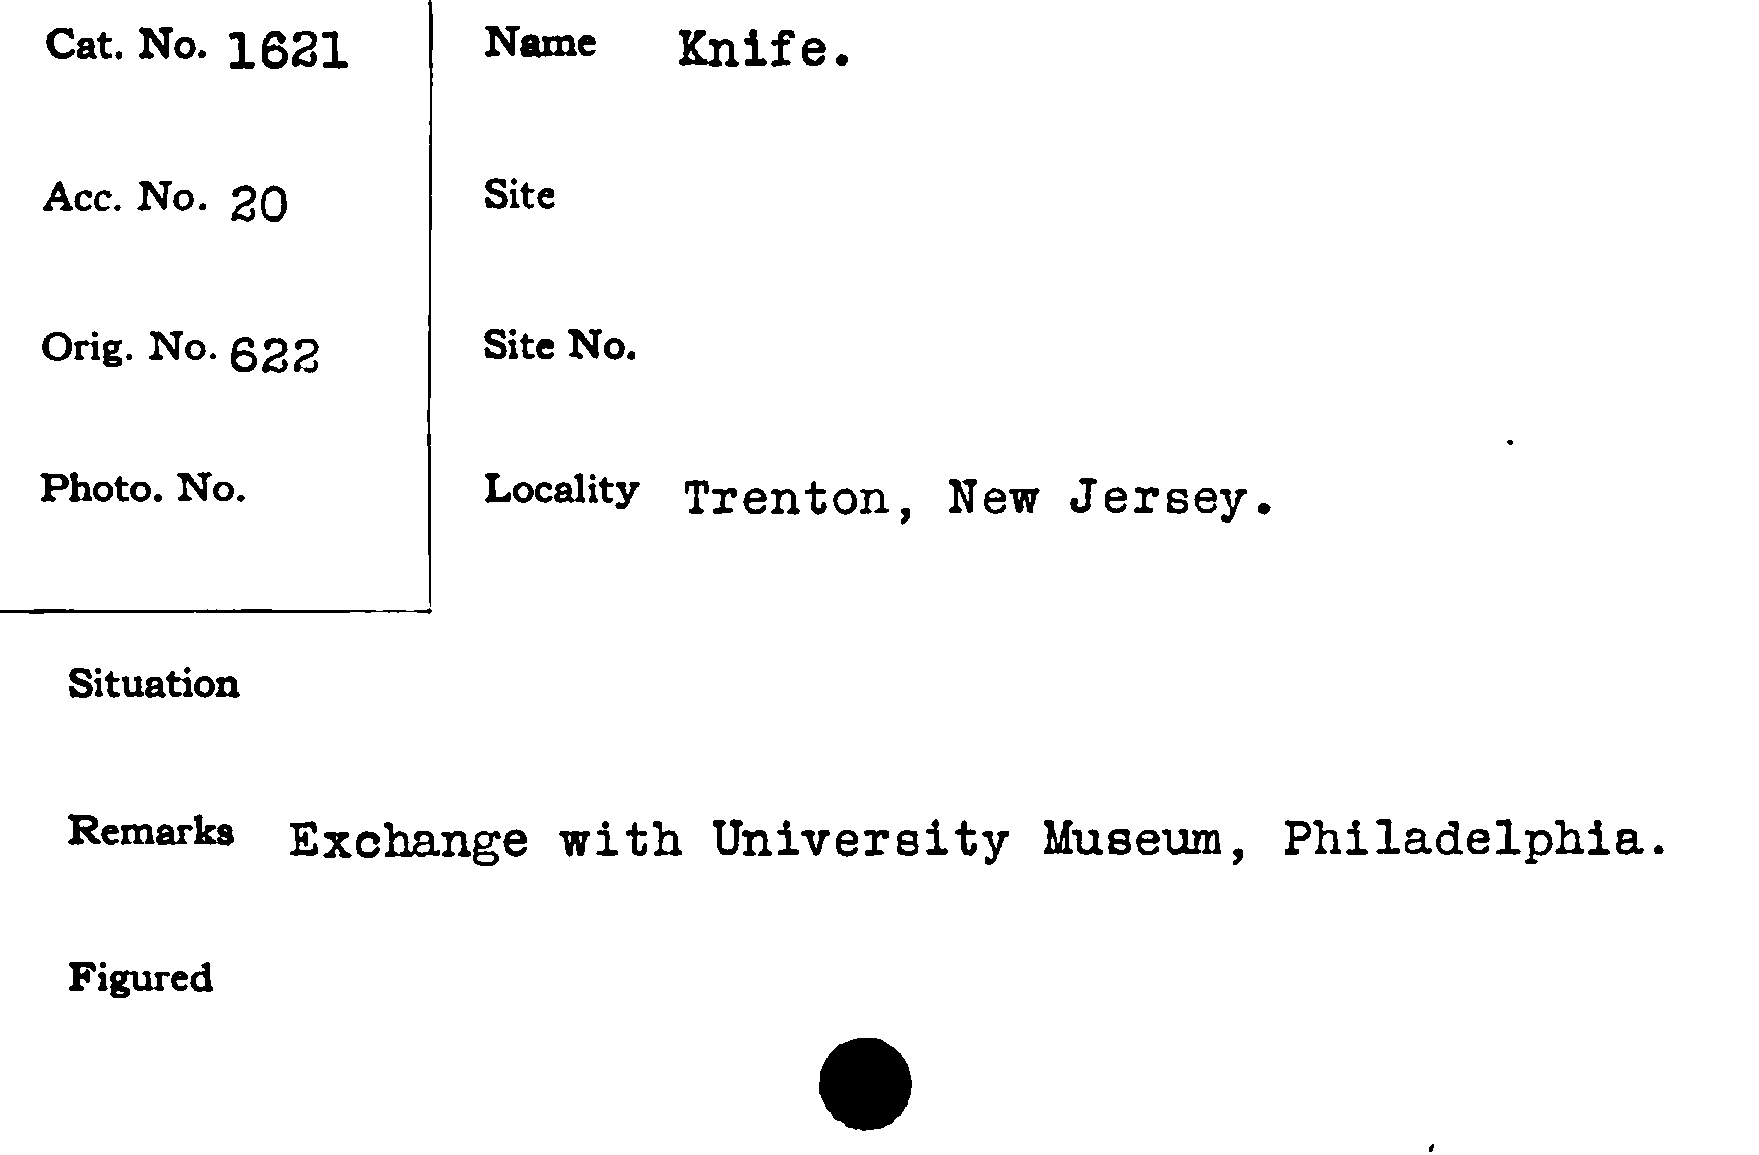 Cat. No. 1621
Name Knife.
Acc. No. 20
Site
Orig. No. 622
Site No.
Photo. No.
Locality Trenton, New Jersey.
Situation
Remarks Exchange with University Museum, Philadelphia.
Figured